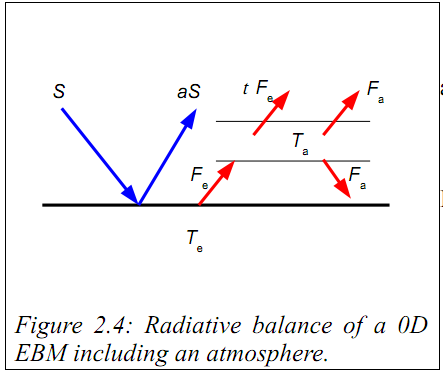 S aS t Fe Fa
Ta
Fe Fa
Te
Figure 2.4: Radiative balance of a 0D
EBM including an atmosphere.